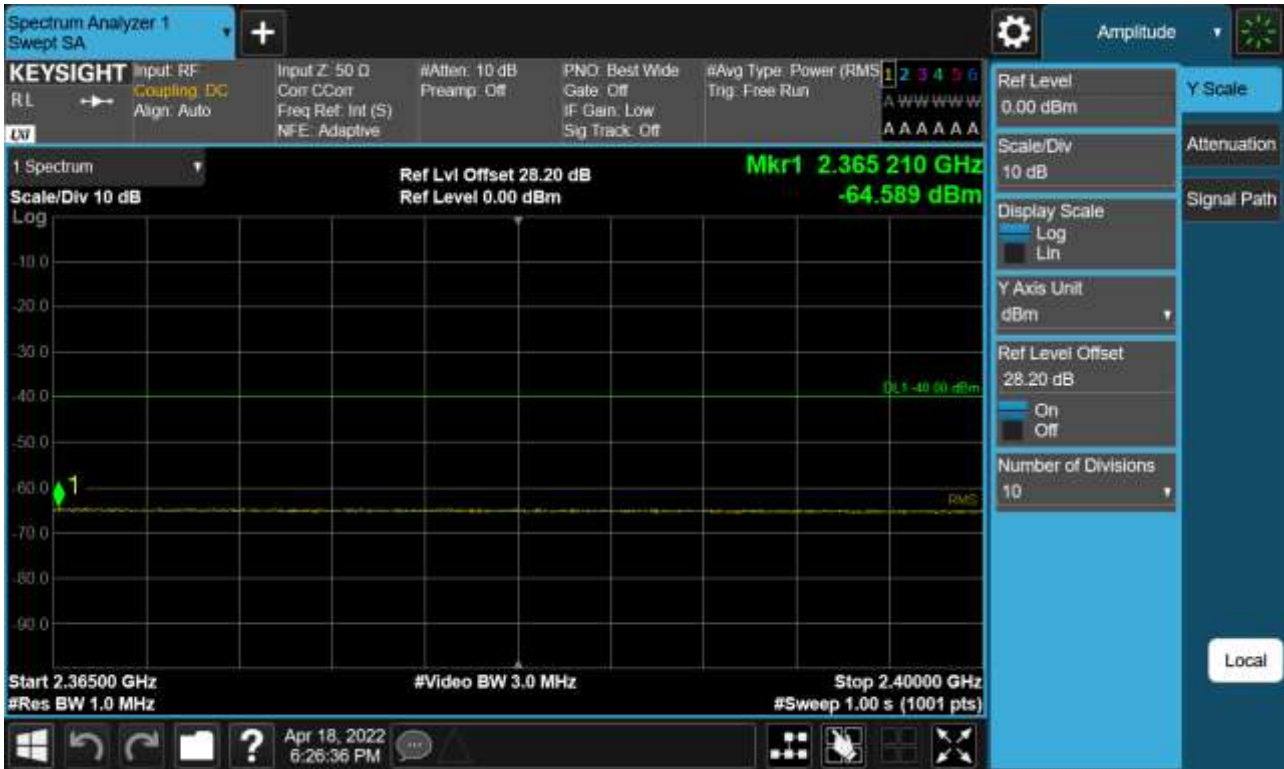 Spectrum Analyzer 1
Swept SA
+
Amplitude
KEYSIGHT
RL
LXI
Input: RF
Coupling: DC
Align: Auto
Input Z: 50 Ω
Corr CCorr
Freq Ref: Int (S)
NFE: Adaptive
#Atten: 10 dB
Preamp: Off
PNO: Best Wide
Gate: Off
IF Gain: Low
Sig Track: Off
#Avg Type: Power (RMS
Trig: Free Run
1 2 3 4 5 6
A W W W W W
A A A A A A
1 Spectrum
Scale/Div 10 dB
Ref Lvl Offset 28.20 dB
Ref Level 0.00 dBm
Mkr1 2.365 210 GHz
-64.589 dBm
Log
-10.0
-20.0
-30.0
-40.0
DL1 -40.00 dBm
-50.0
-60.0
1
RMS
-70.0
-80.0
-90.0
Start 2.36500 GHz
#Res BW 1.0 MHz
#Video BW 3.0 MHz
Stop 2.40000 GHz
#Sweep 1.00 s (1001 pts)
Ref Level
0.00 dBm
Scale/Div
10 dB
Display Scale
Log
Lin
Y Axis Unit
dBm
Ref Level Offset
28.20 dB
On
Off
Number of Divisions
10
Y Scale
Attenuation
Signal Path
Local
?
Apr 18, 2022
6:26:36 PM